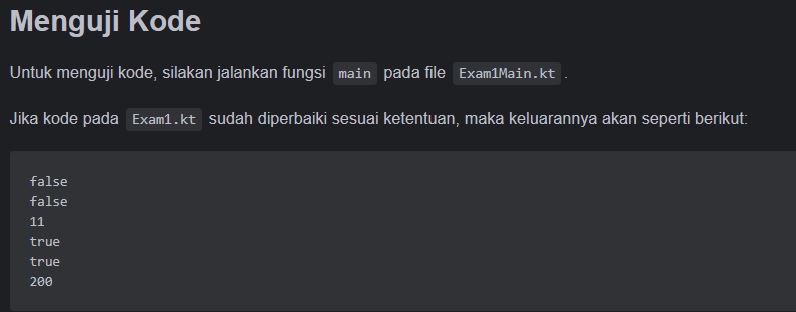 Menguji Kode
Untuk menguji kode, silakan jalankan fungsi main pada file Exam1Main.kt.
Jika kode pada Exam1.kt sudah diperbaiki sesuai ketentuan, maka keluarannya akan seperti berikut:
false
false
11
true
true
200